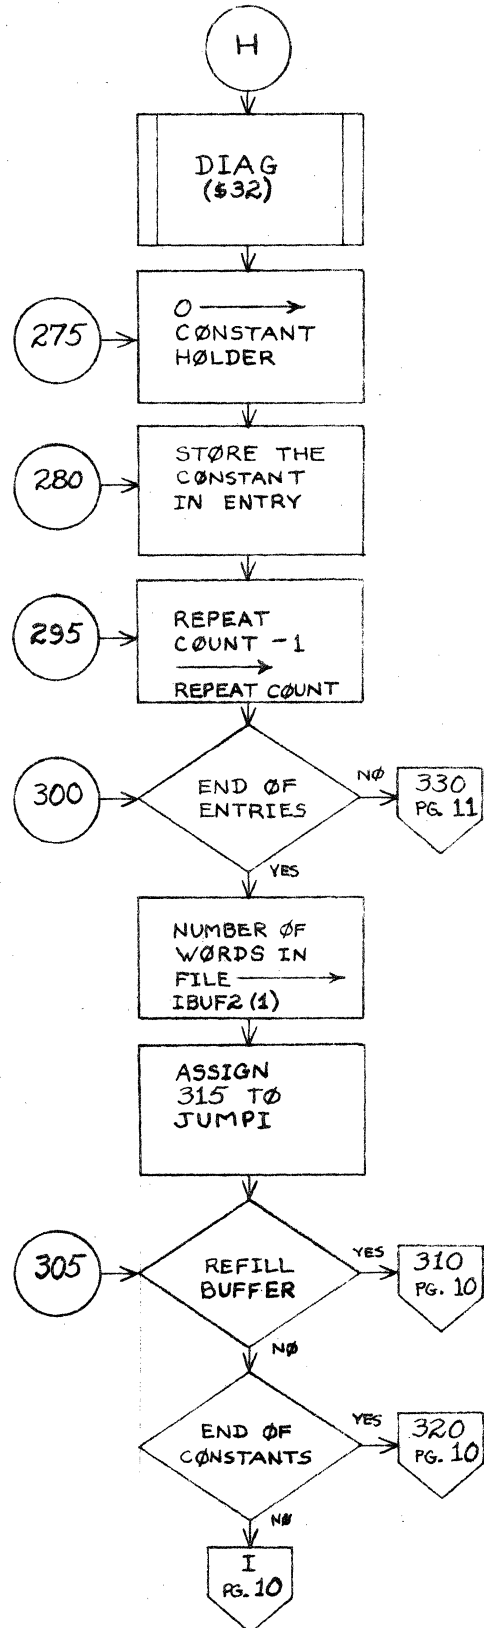 H
DIAG
($32)
275
O
CØNSTANT
HØLDER
280
STØRE THE
CØNSTANT
IN ENTRY
295
REPEAT
CØUNT -1
REPEAT CØUNT
300
END ØF
ENTRIES
NØ
330
PG. 11
YES
NUMBER ØF
WØRDS IN
FILE
IBUF2 (1)
ASSIGN
315 TØ
JUMPI
305
REFILL
BUFFER
YES
310
PG. 10
NØ
END ØF
CØNSTANTS
YES
320
PG. 10
NØ
I
PG. 10